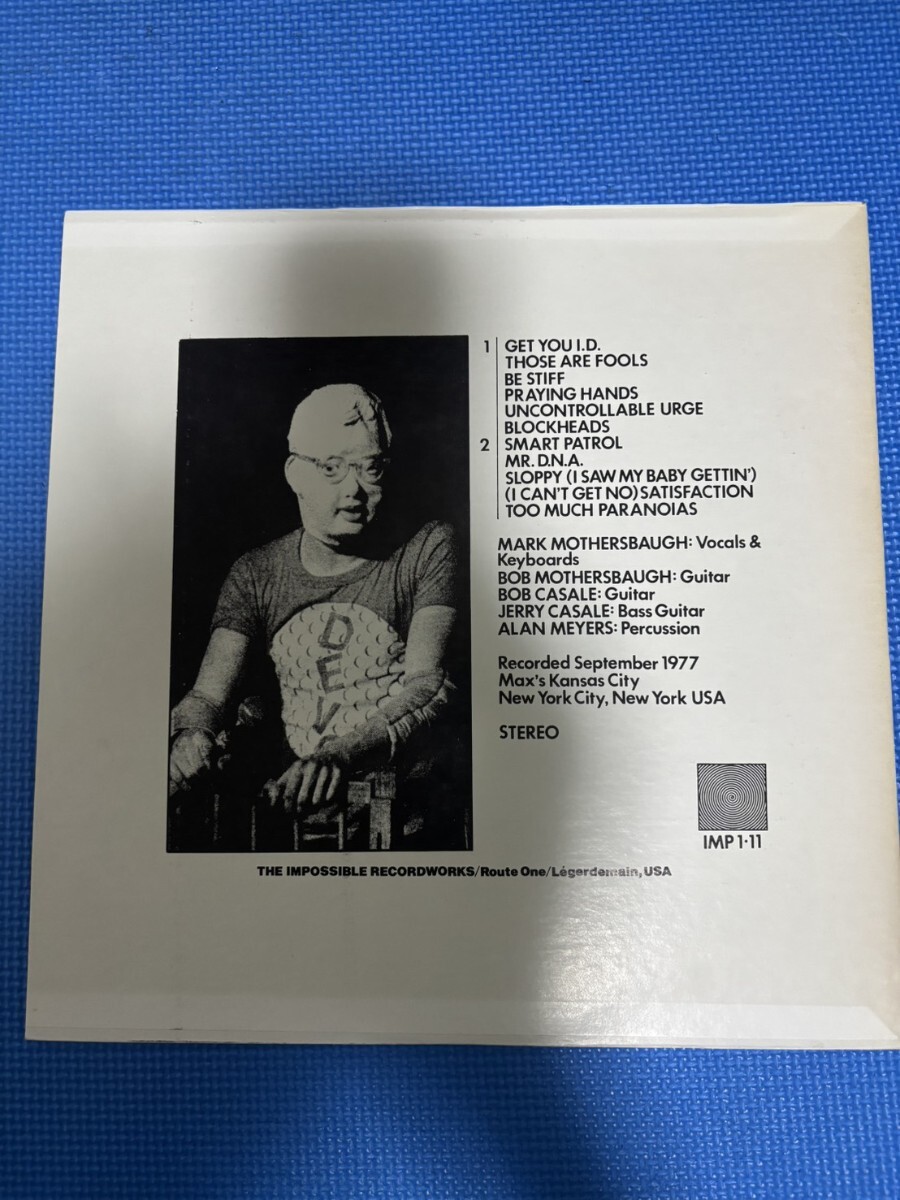 DEV
1 GET YOU I.D.
THOSE ARE FOOLS
BE STIFF
PRAYING HANDS
UNCONTROLLABLE URGE
BLOCKHEADS
2 SMART PATROL
MR. D.N.A.
SLOPPY (I SAW MY BABY GETTIN')
(I CAN'T GET NO) SATISFACTION
TOO MUCH PARANOIAS
MARK MOTHERSBAUGH: Vocals &
Keyboards
BOB MOTHERSBAUGH: Guitar
BOB CASALE: Guitar
JERRY CASALE: Bass Guitar
ALAN MEYERS: Percussion
Recorded September 1977
Max's Kansas City
New York City, New York USA
STEREO
IMP 1·11
THE IMPOSSIBLE RECORDWORKS/Route One/Légerdemain, USA